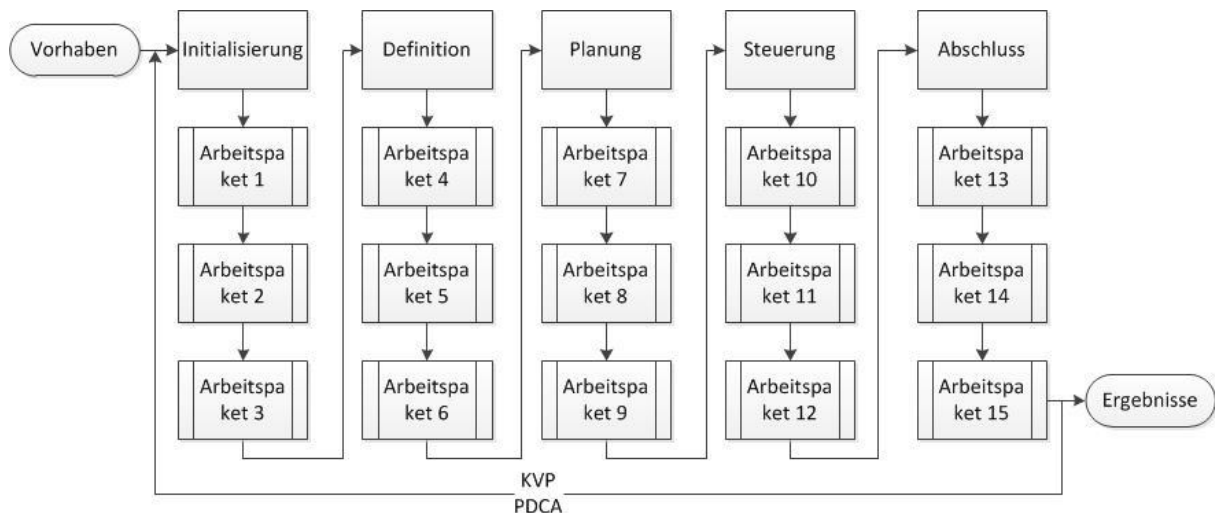 Vorhaben
Initialisierung
Definition
Planung
Steuerung
Abschluss
Arbeitspa
ket 1
Arbeitspa
ket 4
Arbeitspa
ket 7
Arbeitspa
ket 10
Arbeitspa
ket 13
Arbeitspa
ket 2
Arbeitspa
ket 5
Arbeitspa
ket 8
Arbeitspa
ket 11
Arbeitspa
ket 14
Arbeitspa
ket 3
Arbeitspa
ket 6
Arbeitspa
ket 9
Arbeitspa
ket 12
Arbeitspa
ket 15
Ergebnisse
KVP
PDCA